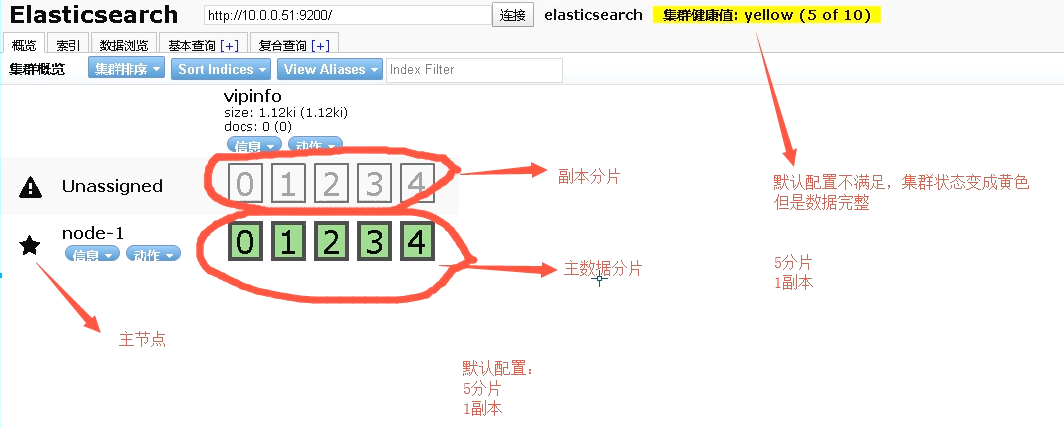 Elasticsearch http://10.0.0.51:9200/ 连接 elasticsearch 集群健康值: yellow (5 of 10)
概览 索引 数据浏览 基本查询 [+] 复合查询 [+]
集群概览 集群排序 Sort Indices View Aliases Index Filter
vipinfo
size: 1.12ki (1.12ki)
docs: 0 (0)
信息 动作
Unassigned 0 1 2 3 4
副本分片
默认配置不满足，集群状态变成黄色
但是数据完整
node-1 0 1 2 3 4
信息 动作
主数据分片
5分片
1副本
主节点
默认配置：
5分片
1副本